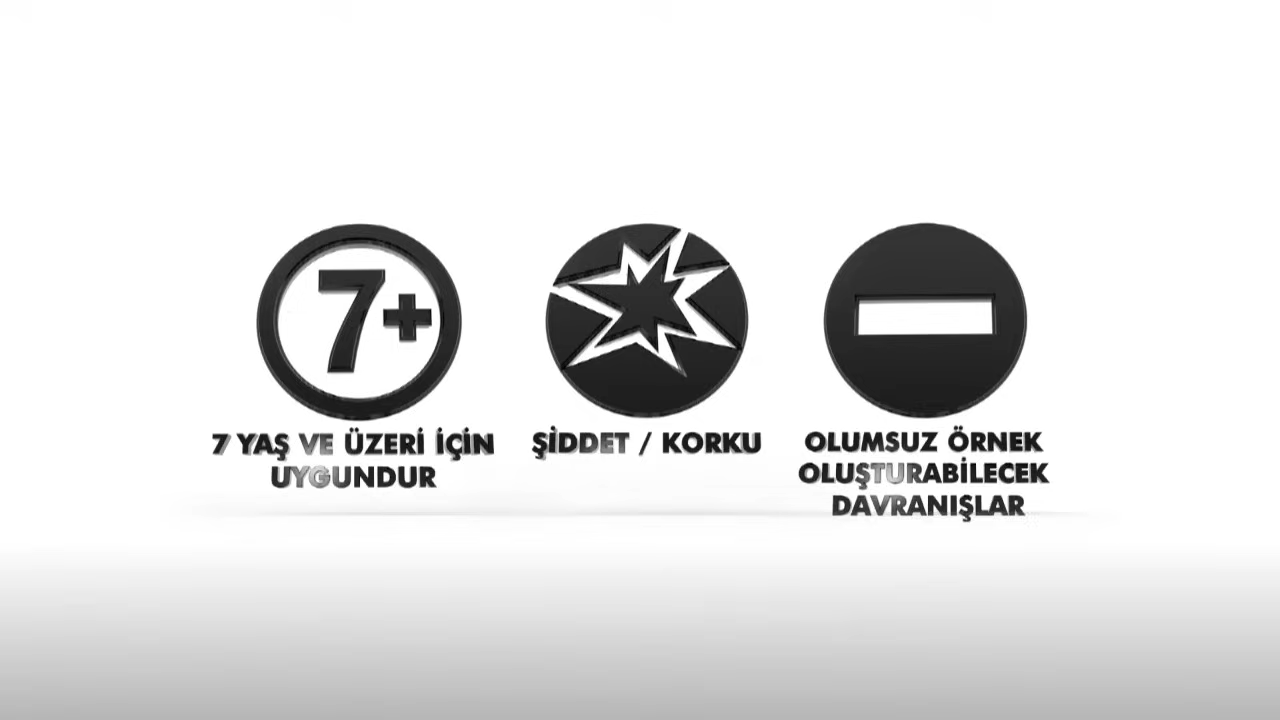 7+
7 YAŞ VE ÜZERİ İÇİN
UYGUNDUR
ŞİDDET / KORKU
OLUMSUZ ÖRNEK
OLUŞTURABİLECEK
DAVRANIŞLAR